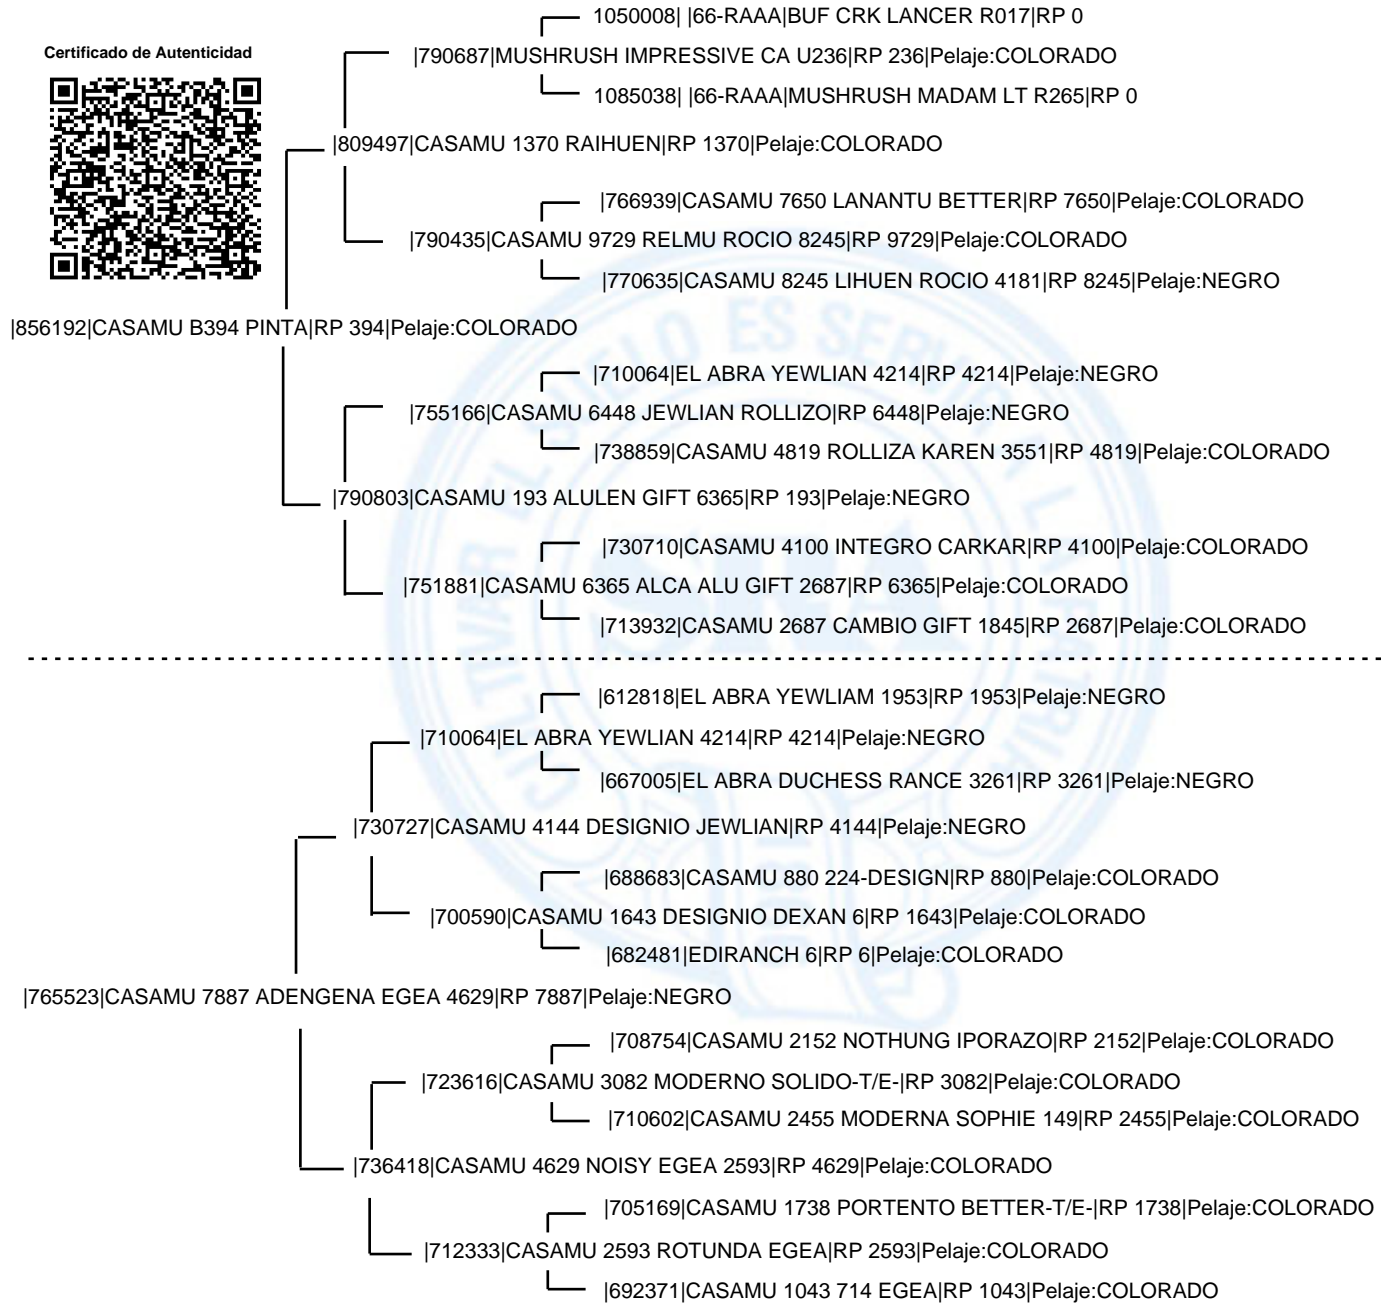 1050008| |66-RAAA|BUF CRK LANCER R017|RP 0
Certificado de Autenticidad
|790687|MUSHRUSH IMPRESSIVE CA U236|RP 236|Pelaje:COLORADO
1085038| |66-RAAA|MUSHRUSH MADAM LT R265|RP 0
|809497|CASAMU 1370 RAIHUEN|RP 1370|Pelaje:COLORADO
|766939|CASAMU 7650 LANANTU BETTER|RP 7650|Pelaje:COLORADO
|790435|CASAMU 9729 RELMU ROCIO 8245|RP 9729|Pelaje:COLORADO
|770635|CASAMU 8245 LIHUEN ROCIO 4181|RP 8245|Pelaje:NEGRO
|856192|CASAMU B394 PINTA|RP 394|Pelaje:COLORADO
|710064|EL ABRA YEWLIAN 4214|RP 4214|Pelaje:NEGRO
|755166|CASAMU 6448 JEWLIAN ROLLIZO|RP 6448|Pelaje:NEGRO
|738859|CASAMU 4819 ROLLIZA KAREN 3551|RP 4819|Pelaje:COLORADO
|790803|CASAMU 193 ALULEN GIFT 6365|RP 193|Pelaje:NEGRO
|730710|CASAMU 4100 INTEGRO CARKAR|RP 4100|Pelaje:COLORADO
|751881|CASAMU 6365 ALCA ALU GIFT 2687|RP 6365|Pelaje:COLORADO
|713932|CASAMU 2687 CAMBIO GIFT 1845|RP 2687|Pelaje:COLORADO
|612818|EL ABRA YEWLIAM 1953|RP 1953|Pelaje:NEGRO
|710064|EL ABRA YEWLIAN 4214|RP 4214|Pelaje:NEGRO
|667005|EL ABRA DUCHESS RANCE 3261|RP 3261|Pelaje:NEGRO
|730727|CASAMU 4144 DESIGNIO JEWLIAN|RP 4144|Pelaje:NEGRO
|688683|CASAMU 880 224-DESIGN|RP 880|Pelaje:COLORADO
|700590|CASAMU 1643 DESIGNIO DEXAN 6|RP 1643|Pelaje:COLORADO
|682481|EDIRANCH 6|RP 6|Pelaje:COLORADO
|765523|CASAMU 7887 ADENGENA EGEA 4629|RP 7887|Pelaje:NEGRO
|708754|CASAMU 2152 NOTHUNG IPORAZO|RP 2152|Pelaje:COLORADO
|723616|CASAMU 3082 MODERNO SOLIDO-T/E-|RP 3082|Pelaje:COLORADO
|710602|CASAMU 2455 MODERNA SOPHIE 149|RP 2455|Pelaje:COLORADO
|736418|CASAMU 4629 NOISY EGEA 2593|RP 4629|Pelaje:COLORADO
|705169|CASAMU 1738 PORTENTO BETTER-T/E-|RP 1738|Pelaje:COLORADO
|712333|CASAMU 2593 ROTUNDA EGEA|RP 2593|Pelaje:COLORADO
|692371|CASAMU 1043 714 EGEA|RP 1043|Pelaje:COLORADO
CULTIVAR EL SUELO ES SERVIR A LA PATRIA
SRA
1866